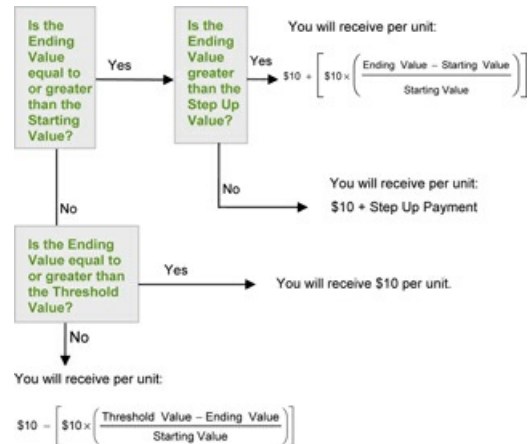 Is the
Ending
Value
equal to
or greater
than the
Starting
Value?
Yes
Is the
Ending
Value
greater
than the
Step Up
Value?
Yes
You will receive per unit:
$10 + [ $10 × ( Ending Value – Starting Value
Starting Value ) ]
No
You will receive per unit:
$10 + Step Up Payment
No
Is the Ending
Value equal to
or greater than
the Threshold
Value?
Yes
You will receive $10 per unit.
No
You will receive per unit:
$10 – [ $10 × ( Threshold Value – Ending Value
Starting Value ) ]